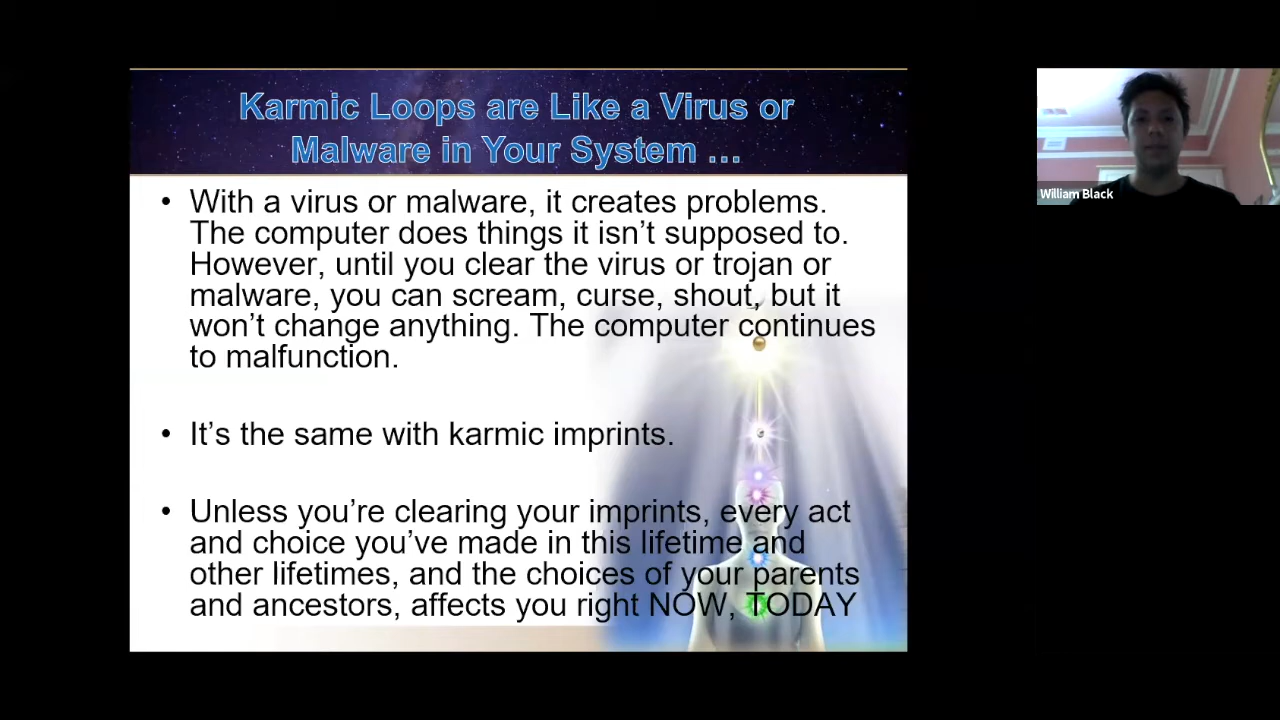 Karmic Loops are Like a Virus or
Malware in Your System ...
• With a virus or malware, it creates problems.
The computer does things it isn’t supposed to.
However, until you clear the virus or trojan or
malware, you can scream, curse, shout, but it
won’t change anything. The computer continues
to malfunction.
• It’s the same with karmic imprints.
• Unless you’re clearing your imprints, every act
and choice you’ve made in this lifetime and
other lifetimes, and the choices of your parents
and ancestors, affects you right NOW, TODAY
William Black